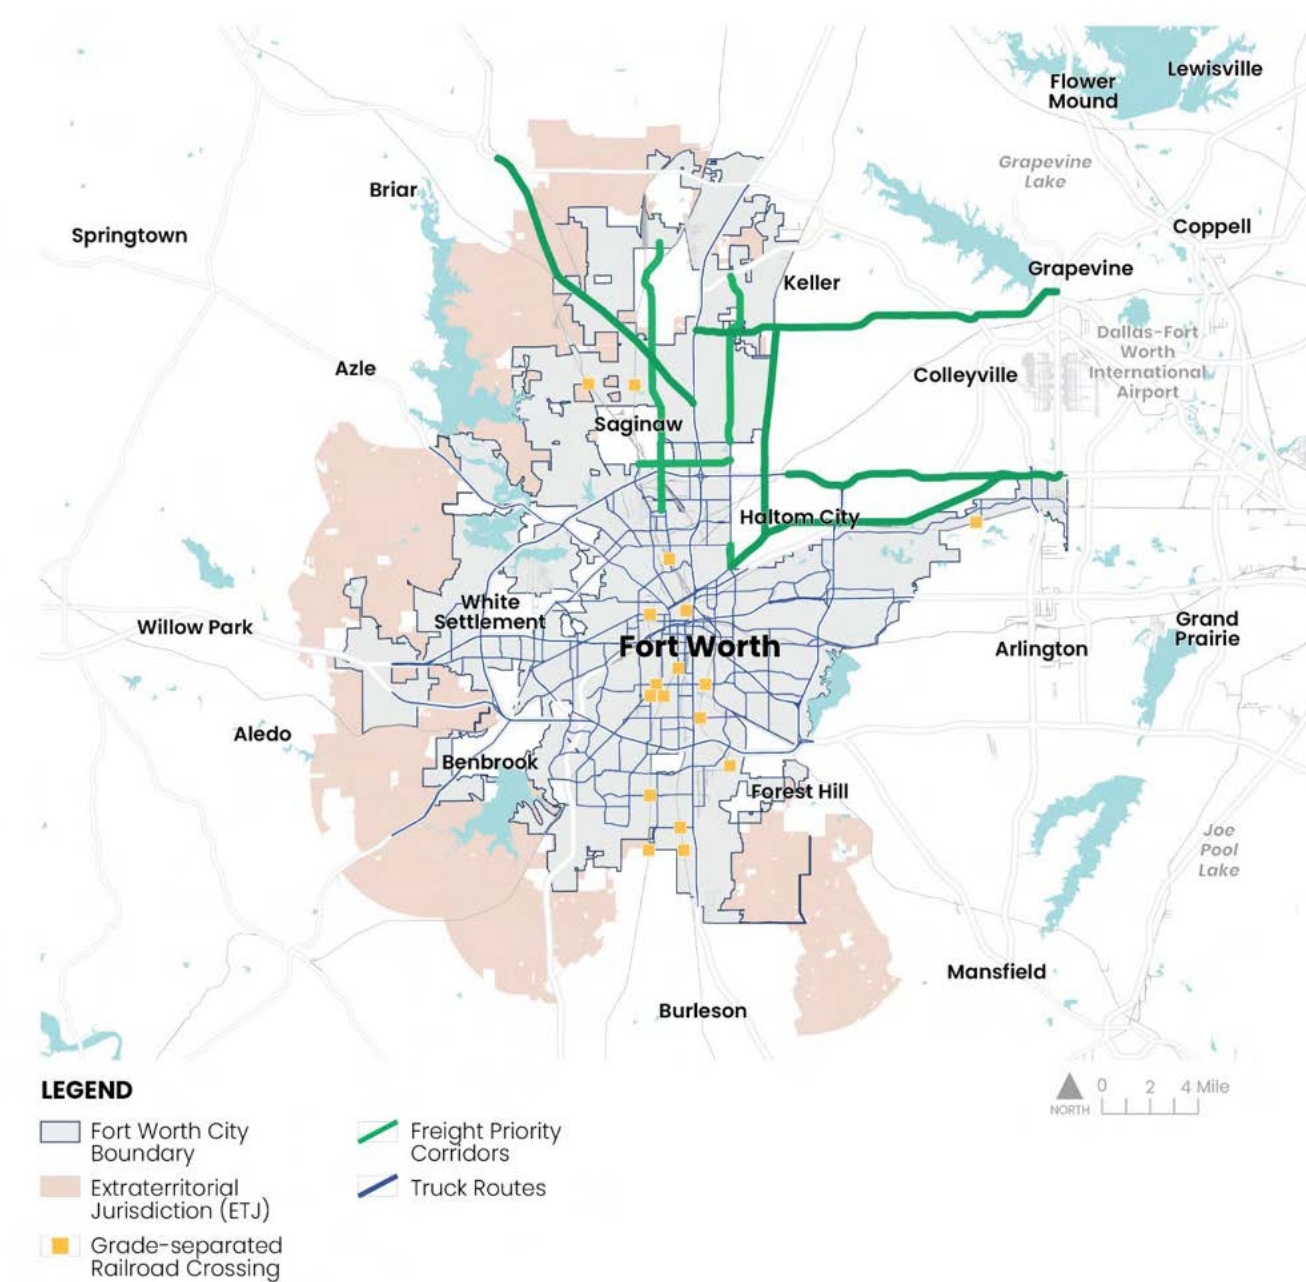 Lewisville
Flower
Mound
Grapevine
Lake
Briar
Springtown
Coppell
Grapevine
Keller
Dallas-Fort
Worth
International
Airport
Azle
Colleyville
Saginaw
Haltom City
White
Settlement
Willow Park
Grand
Prairie
Fort Worth
Arlington
Aledo
Benbrook
Forest Hill
Joe
Pool
Lake
Mansfield
Burleson
LEGEND
Fort Worth City
Boundary
Extraterritorial
Jurisdiction (ETJ)
Grade-separated
Railroad Crossing
Freight Priority
Corridors
Truck Routes
0 2 4 Mile
NORTH